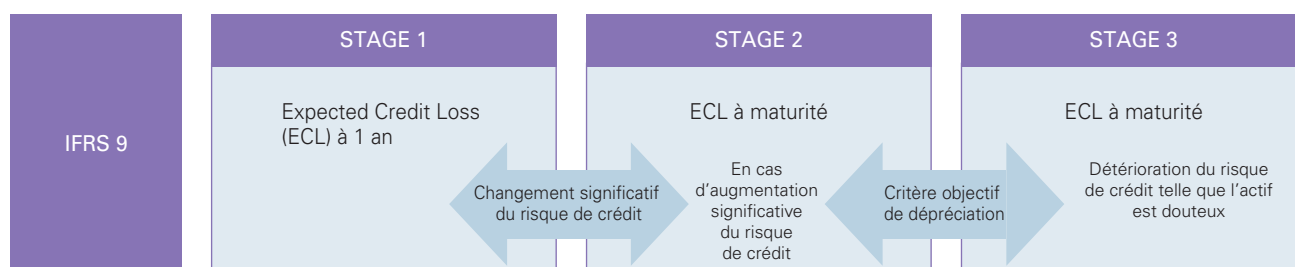 IFRS 9
STAGE 1
Expected Credit Loss
(ECL) à 1 an
Changement significatif
du risque de crédit
STAGE 2
ECL à maturité
En cas
d’augmentation
significative
du risque
de crédit
Critère objectif
de dépréciation
STAGE 3
ECL à maturité
Détérioration du risque
de crédit telle que l’actif
est douteux